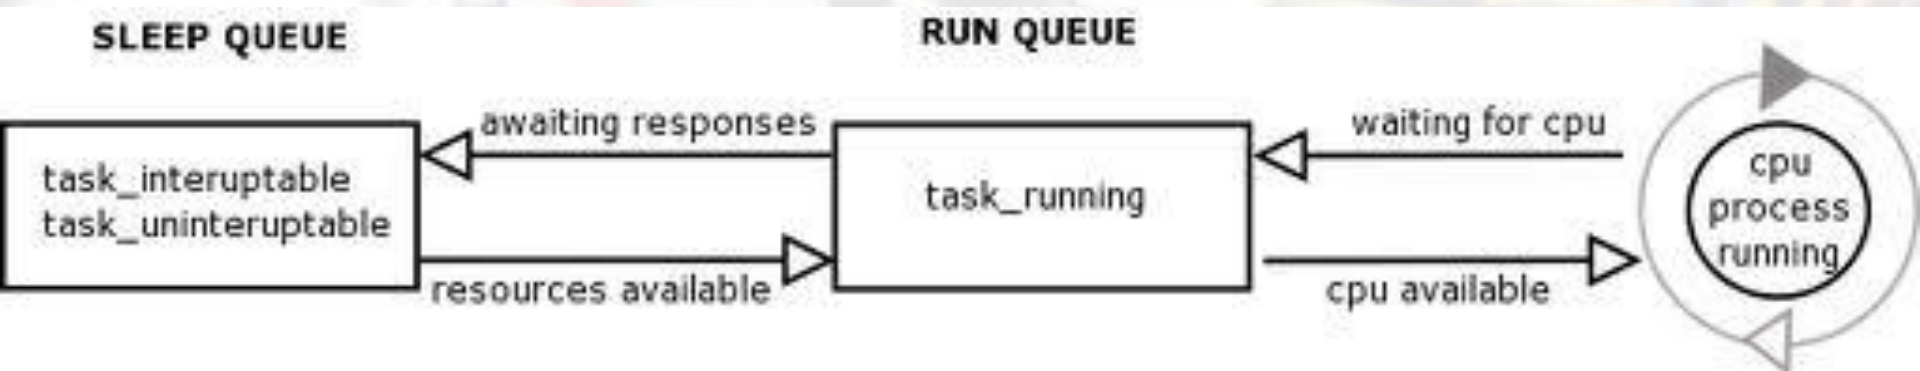 SLEEP QUEUE
RUN QUEUE
awaiting responses
waiting for cpu
task_interuptable
task_uninteruptable
task_running
cpu
process
running
resources available
cpu available